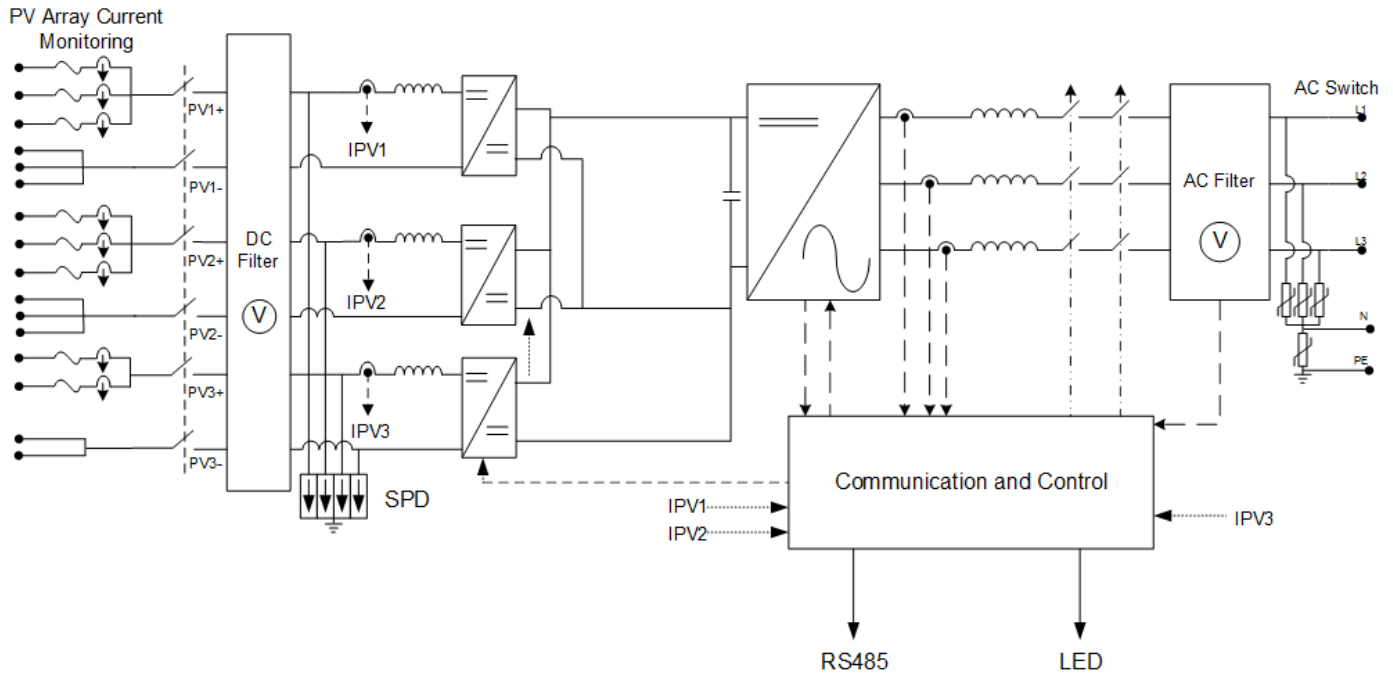 PV Array Current
Monitoring
AC Switch
PV1+
IPV1
PV1-
L1
L2
L3
DC
Filter
V
AC Filter
V
PV2+
IPV2
PV2-
N
PE
PV3+
IPV3
PV3-
SPD
Communication and Control
IPV1
IPV2
IPV3
RS485
LED